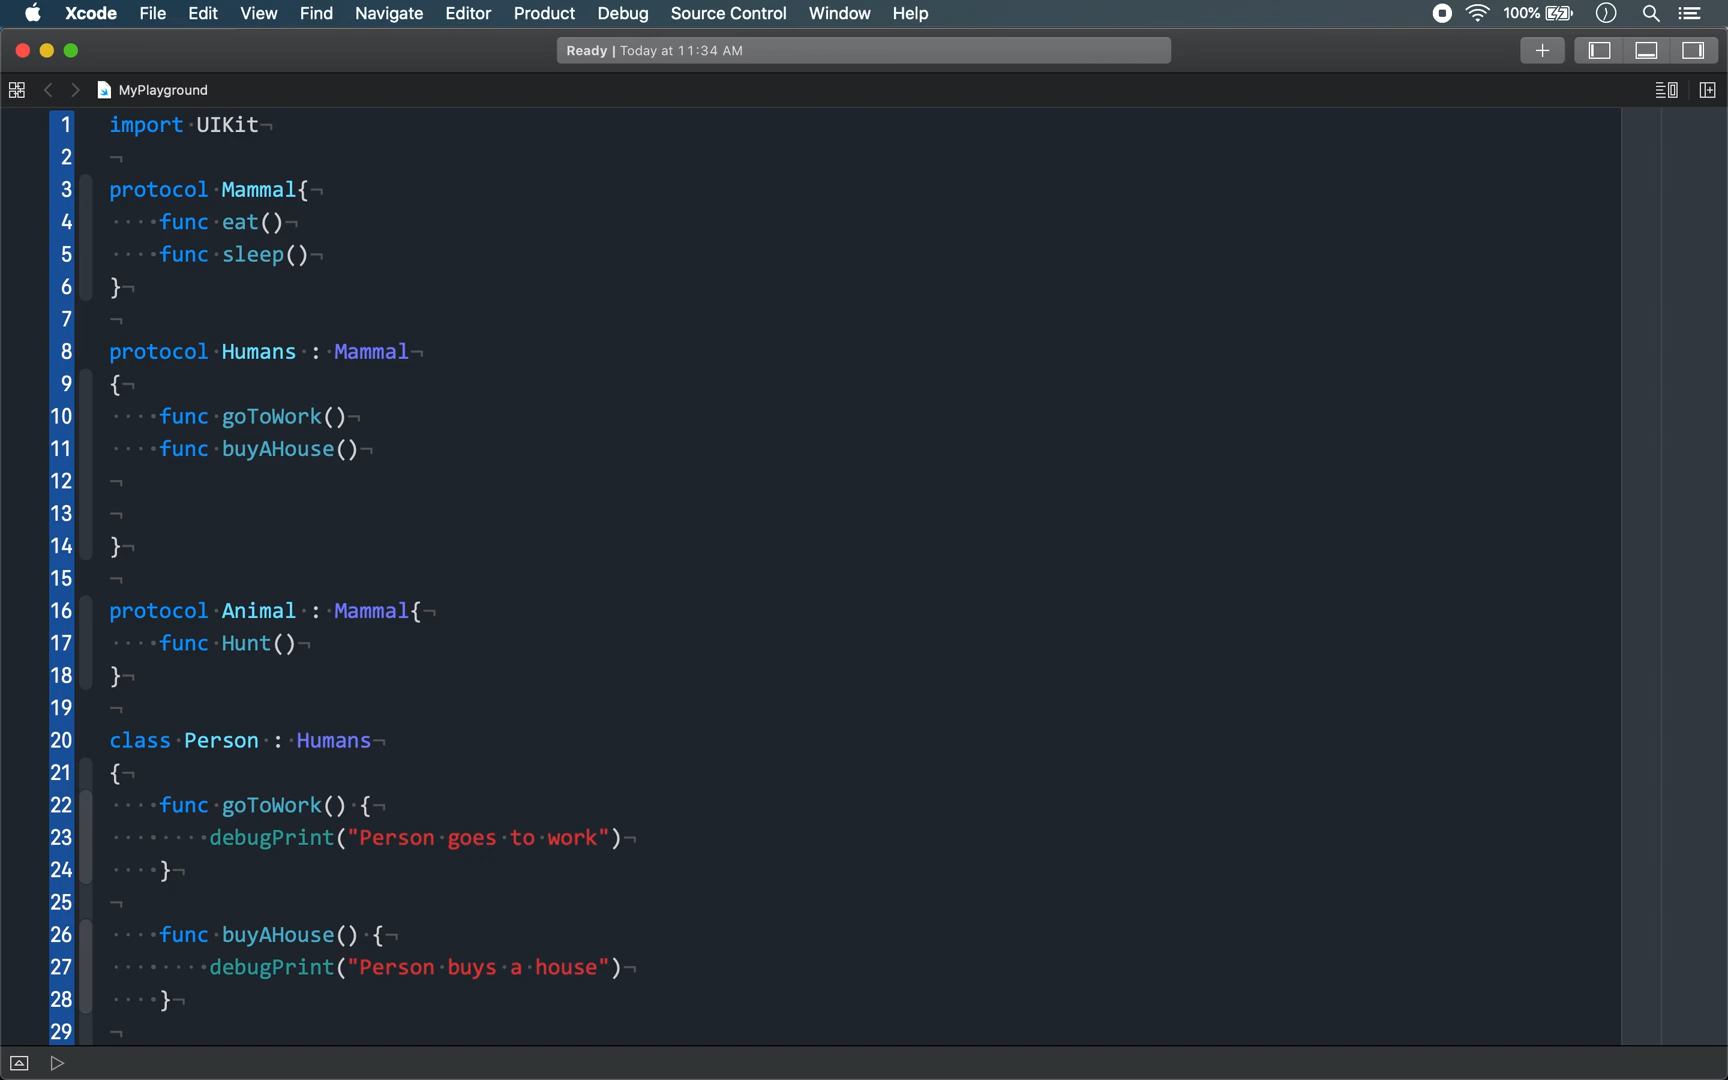 Xcode File Edit View Find Navigate Editor Product Debug Source Control Window Help 100%
Ready | Today at 11:34 AM
MyPlayground
1 import UIKit
2
3 protocol Mammal{
4 func eat()
5 func sleep()
6 }
7
8 protocol Humans : Mammal
9 {
10 func goToWork()
11 func buyAHouse()
12
13
14 }
15
16 protocol Animal : Mammal{
17 func Hunt()
18 }
19
20 class Person : Humans
21 {
22 func goToWork() {
23 debugPrint("Person goes to work")
24 }
25
26 func buyAHouse() {
27 debugPrint("Person buys a house")
28 }
29